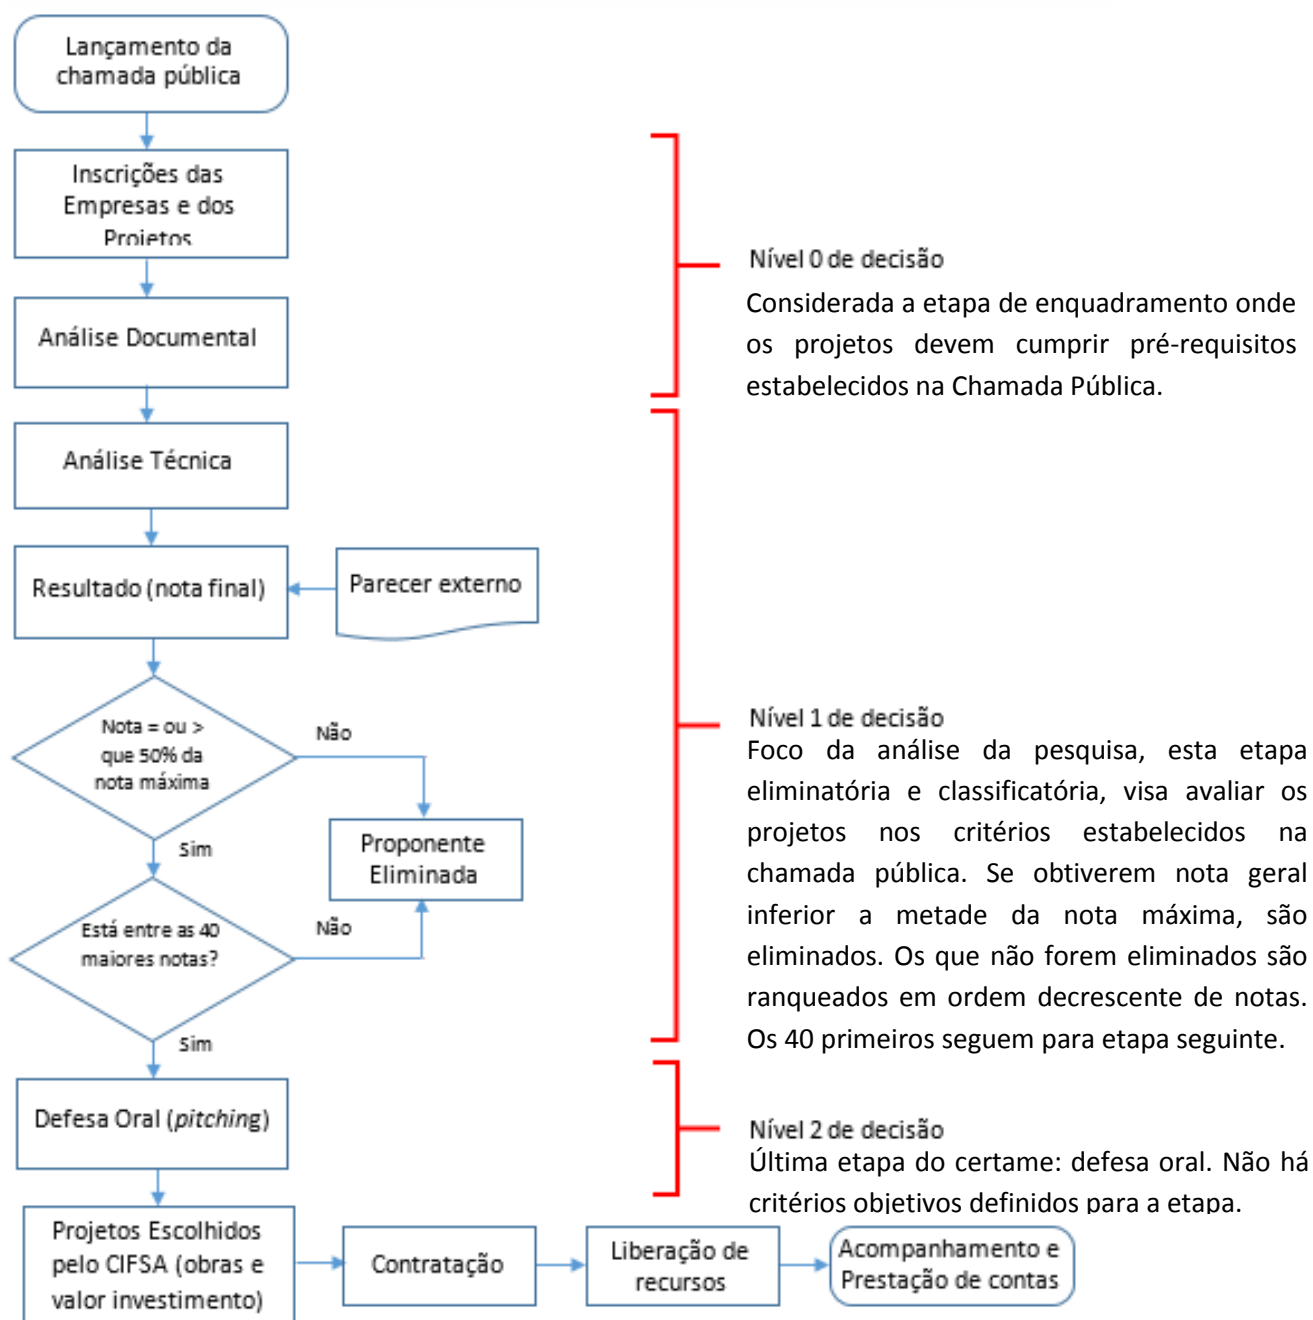 Lançamento da
chamada pública
Inscrições das
Empresas e dos
Projetos
Nível 0 de decisão
Considerada a etapa de enquadramento onde
os projetos devem cumprir pré-requisitos
estabelecidos na Chamada Pública.
Análise Documental
Análise Técnica
Resultado (nota final)
Parecer externo
Nota = ou >
que 50% da
nota máxima
Não
Sim
Proponente
Eliminada
Está entre as 40
maiores notas?
Não
Sim
Nível 1 de decisão
Foco da análise da pesquisa, esta etapa
eliminatória e classificatória, visa avaliar os
projetos nos critérios estabelecidos na
chamada pública. Se obtiverem nota geral
inferior a metade da nota máxima, são
eliminados. Os que não forem eliminados são
ranqueados em ordem decrescente de notas.
Os 40 primeiros seguem para etapa seguinte.
Defesa Oral (pitching)
Nível 2 de decisão
Última etapa do certame: defesa oral. Não há
critérios objetivos definidos para a etapa.
Projetos Escolhidos
pelo CIFSA (obras e
valor investimento)
Contratação
Liberação de
recursos
Acompanhamento e
Prestação de contas